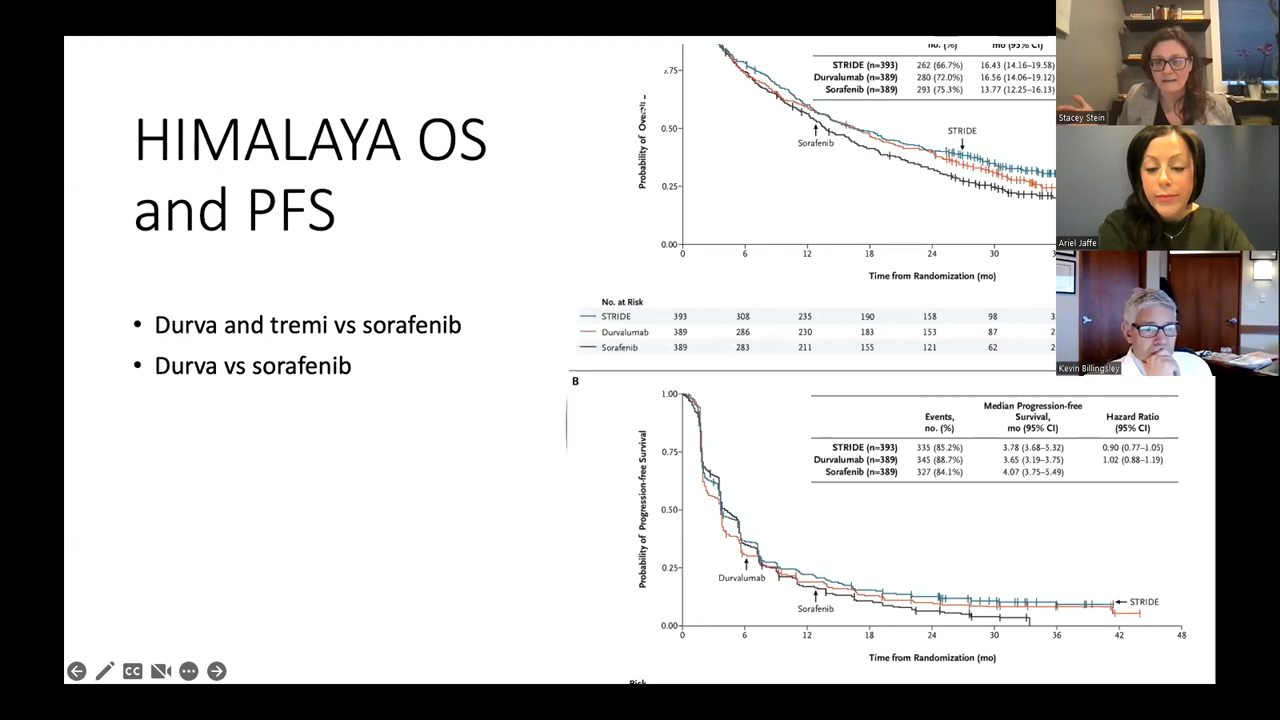 HIMALAYA OS
and PFS
• Durva and tremi vs sorafenib
• Durva vs sorafenib
no. (%) mo (95% CI)
STRIDE (n=393) 262 (66.7%) 16.43 (14.16–19.58)
Durvalumab (n=389) 280 (72.0%) 16.56 (14.06–19.12)
Sorafenib (n=389) 293 (75.3%) 13.77 (12.25–16.13)
.75
0.50
0.25
0.00
Probability of
STRIDE
Sorafenib
0 6 12 18 24 30
Time from Randomization (mo)
No. at Risk
STRIDE 393 308 235 190 158 98
Durvalumab 389 286 230 183 153 87
Sorafenib 389 283 211 155 121 62
B
1.00
0.75
0.50
0.25
0.00
Probability of Progression-free Survival
Events, no. (%)
Median Progression-free Survival, mo (95% CI)
Hazard Ratio (95% CI)
STRIDE (n=393) 335 (85.2%) 3.78 (3.68–5.32) 0.90 (0.77–1.05)
Durvalumab (n=389) 345 (88.7%) 3.65 (3.19–3.75) 1.02 (0.88–1.19)
Sorafenib (n=389) 327 (84.1%) 4.07 (3.75–5.49)
Durvalumab
Sorafenib
STRIDE
0 6 12 18 24 30 36 42 48
Time from Randomization (mo)
CC
Stacey Stein
Ariel Jaffe
Kevin Billingsley